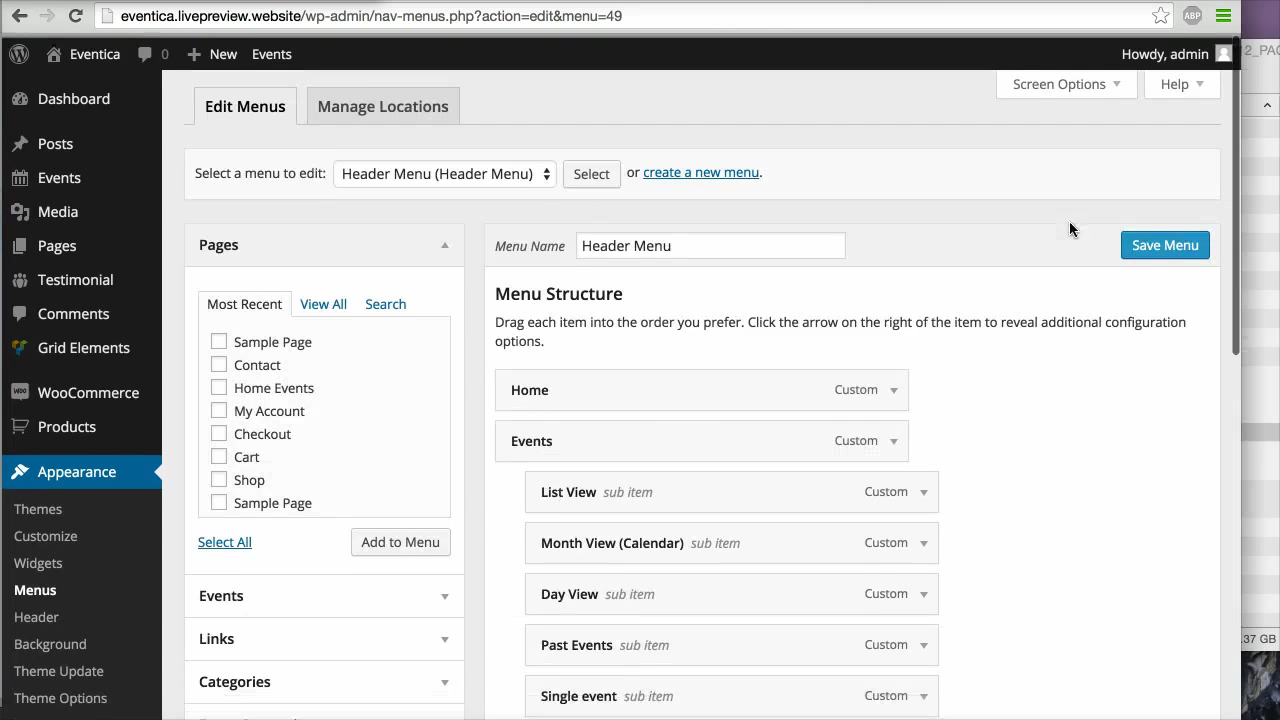 eventica.livepreview.website/wp-admin/nav-menus.php?action=edit&menu=49
ABP
Eventica 0 New Events Howdy, admin
Screen Options Help
Dashboard
Posts
Events
Media
Pages
Testimonial
Comments
Grid Elements
WOO WooCommerce
Products
Appearance
Themes
Customize
Widgets
Menus
Header
Background
Theme Update
Theme Options
Edit Menus Manage Locations
Select a menu to edit: Header Menu (Header Menu) Select or create a new menu.
Pages
Most Recent View All Search
Sample Page
Contact
Home Events
My Account
Checkout
Cart
Shop
Sample Page
Select All Add to Menu
Events
Links
Categories
Menu Name Header Menu Save Menu
Menu Structure
Drag each item into the order you prefer. Click the arrow on the right of the item to reveal additional configuration
options.
Home Custom
Events Custom
List View sub item Custom
Month View (Calendar) sub item Custom
Day View sub item Custom
Past Events sub item Custom
Single event sub item Custom
2_PAC
.37 GB